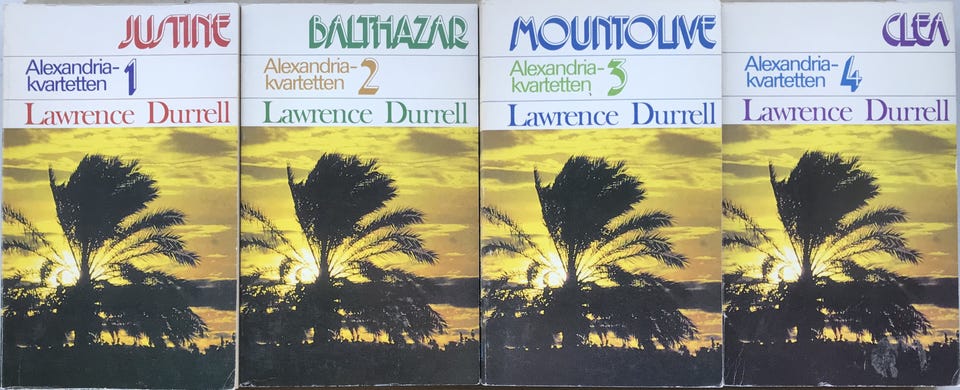 JUSTINE
Alexandria-
kvartetten 1
Lawrence Durrell
BALTHAZAR
Alexandria-
kvartetten 2
Lawrence Durrell
MOUNTOLIVE
Alexandria-
kvartetten 3
Lawrence Durrell
CLEA
Alexandria-
kvartetten 4
Lawrence Durrell